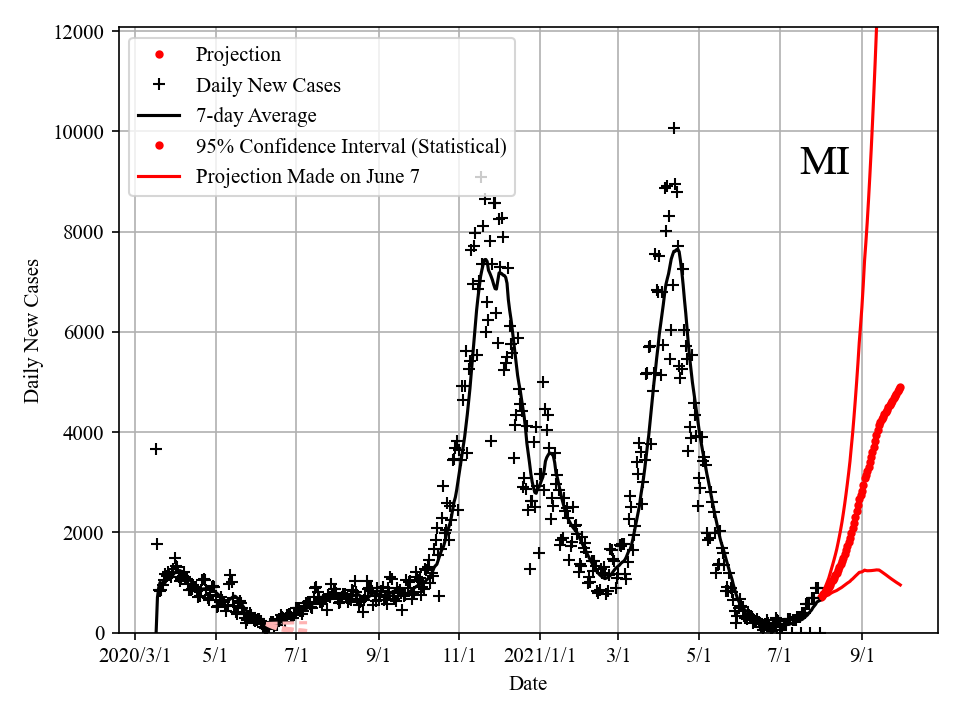 12000
10000
8000
6000
4000
2000
0
Daily New Cases
Projection
Daily New Cases
7-day Average
95% Confidence Interval (Statistical)
Projection Made on June 7
MI
2020/3/1 5/1 7/1 9/1 11/1 2021/1/1 3/1 5/1 7/1 9/1
Date